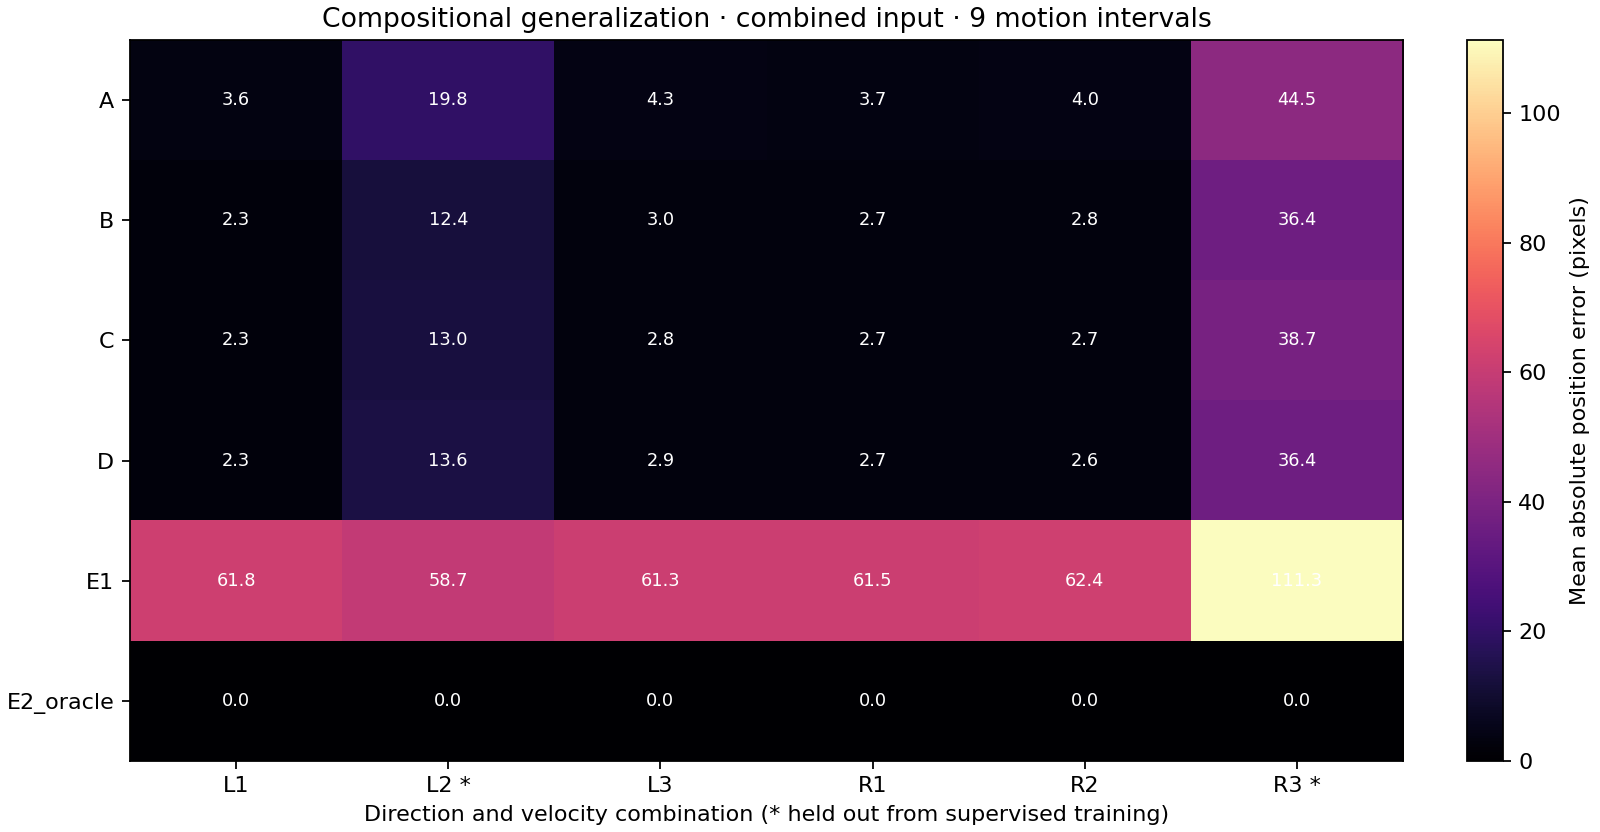 Compositional generalization · combined input · 9 motion intervals
A 3.6 19.8 4.3 3.7 4.0 44.5
B 2.3 12.4 3.0 2.7 2.8 36.4
C 2.3 13.0 2.8 2.7 2.7 38.7
D 2.3 13.6 2.9 2.7 2.6 36.4
E1 61.8 58.7 61.3 61.5 62.4 111.3
E2_oracle 0.0 0.0 0.0 0.0 0.0 0.0
L1 L2 * L3 R1 R2 R3 *
Direction and velocity combination (* held out from supervised training)
100
80
60
40
20
0
Mean absolute position error (pixels)